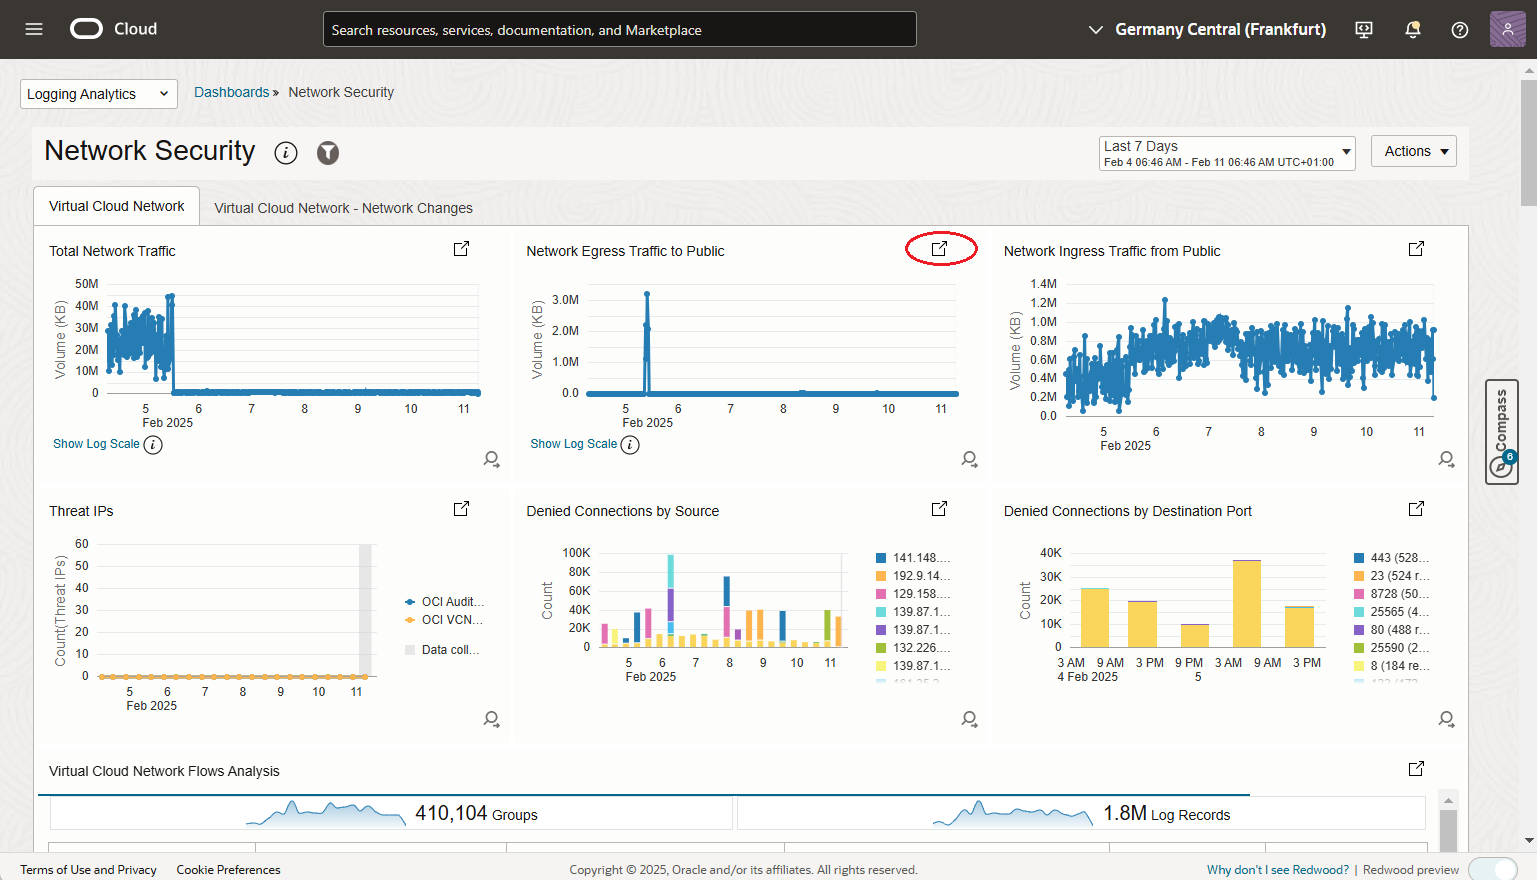 Cloud
Search resources, services, documentation, and Marketplace
Germany Central (Frankfurt)
Logging Analytics
Dashboards » Network Security
Network Security
Last 7 Days
Feb 4 06:46 AM - Feb 11 06:46 AM UTC+01:00
Actions
Virtual Cloud Network
Virtual Cloud Network - Network Changes
Total Network Traffic
Volume (KB)
50M
40M
30M
20M
10M
0
5 6 7 8 9 10 11
Feb 2025
Show Log Scale
Network Egress Traffic to Public
Volume (KB)
3.0M
2.0M
1.0M
0.0
5 6 7 8 9 10 11
Feb 2025
Show Log Scale
Network Ingress Traffic from Public
Volume (KB)
1.4M
1.2M
1.0M
0.8M
0.6M
0.4M
0.2M
0.0
5 6 7 8 9 10 11
Feb 2025
Compass
6
Threat IPs
Count(Threat IPs)
60
50
40
30
20
10
0
5 6 7 8 9 10 11
Feb 2025
OCI Audit...
OCI VCN...
Data coll...
Denied Connections by Source
Count
100K
80K
60K
40K
20K
0
5 6 7 8 9 10 11
Feb 2025
141.148....
192.9.14...
129.158....
139.87.1...
139.87.1...
132.226....
139.87.1...
Denied Connections by Destination Port
Count
40K
30K
20K
10K
0
3 AM 9 AM 3 PM 9 PM 3 AM 9 AM 3 PM
4 Feb 2025 5
443 (528...
23 (524 r...
8728 (50...
25565 (4...
80 (488 r...
25590 (2...
8 (184 re...
Virtual Cloud Network Flows Analysis
410,104 Groups
1.8M Log Records
Terms of Use and Privacy
Cookie Preferences
Copyright © 2025, Oracle and/or its affiliates. All rights reserved.
Why don't I see Redwood? | Redwood preview